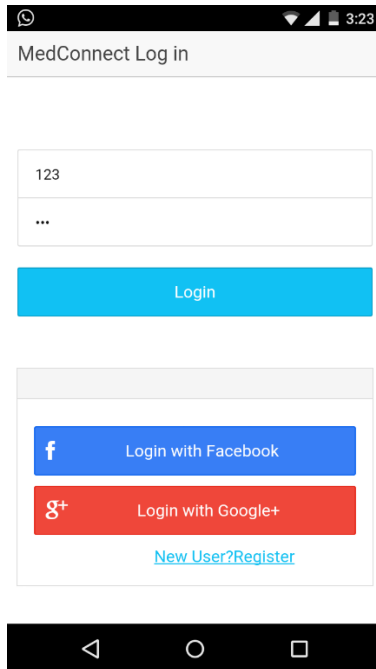 3:23
MedConnect Log in
123
•••
Login
f Login with Facebook
g+ Login with Google+
New User?Register